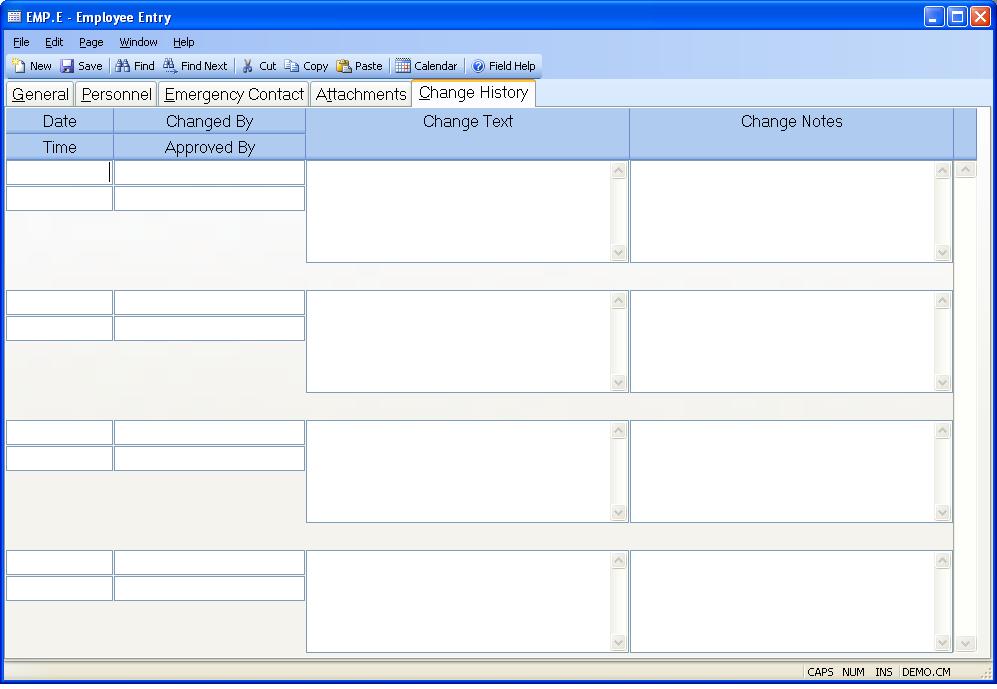 EMP.E - Employee Entry
File Edit Page Window Help
New Save Find Find Next Cut Copy Paste Calendar Field Help
General Personnel Emergency Contact Attachments Change History
Date Changed By Change Text Change Notes
Time Approved By
CAPS NUM INS DEMO.CM